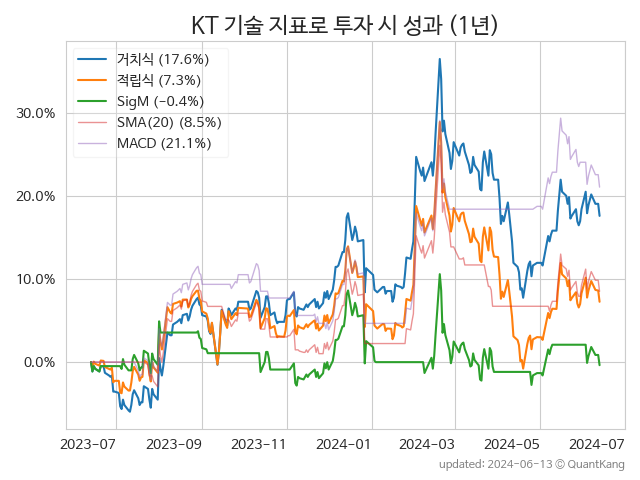 KT 기술 지표로 투자 시 성과 (1년)
거치식 (17.6%)
적립식 (7.3%)
SigM (−0.4%)
SMA(20) (8.5%)
MACD (21.1%)
30.0%
20.0%
10.0%
0.0%
2023-07 2023-09 2023-11 2024-01 2024-03 2024-05 2024-07
updated: 2024-06-13 ⓒ QuantKang